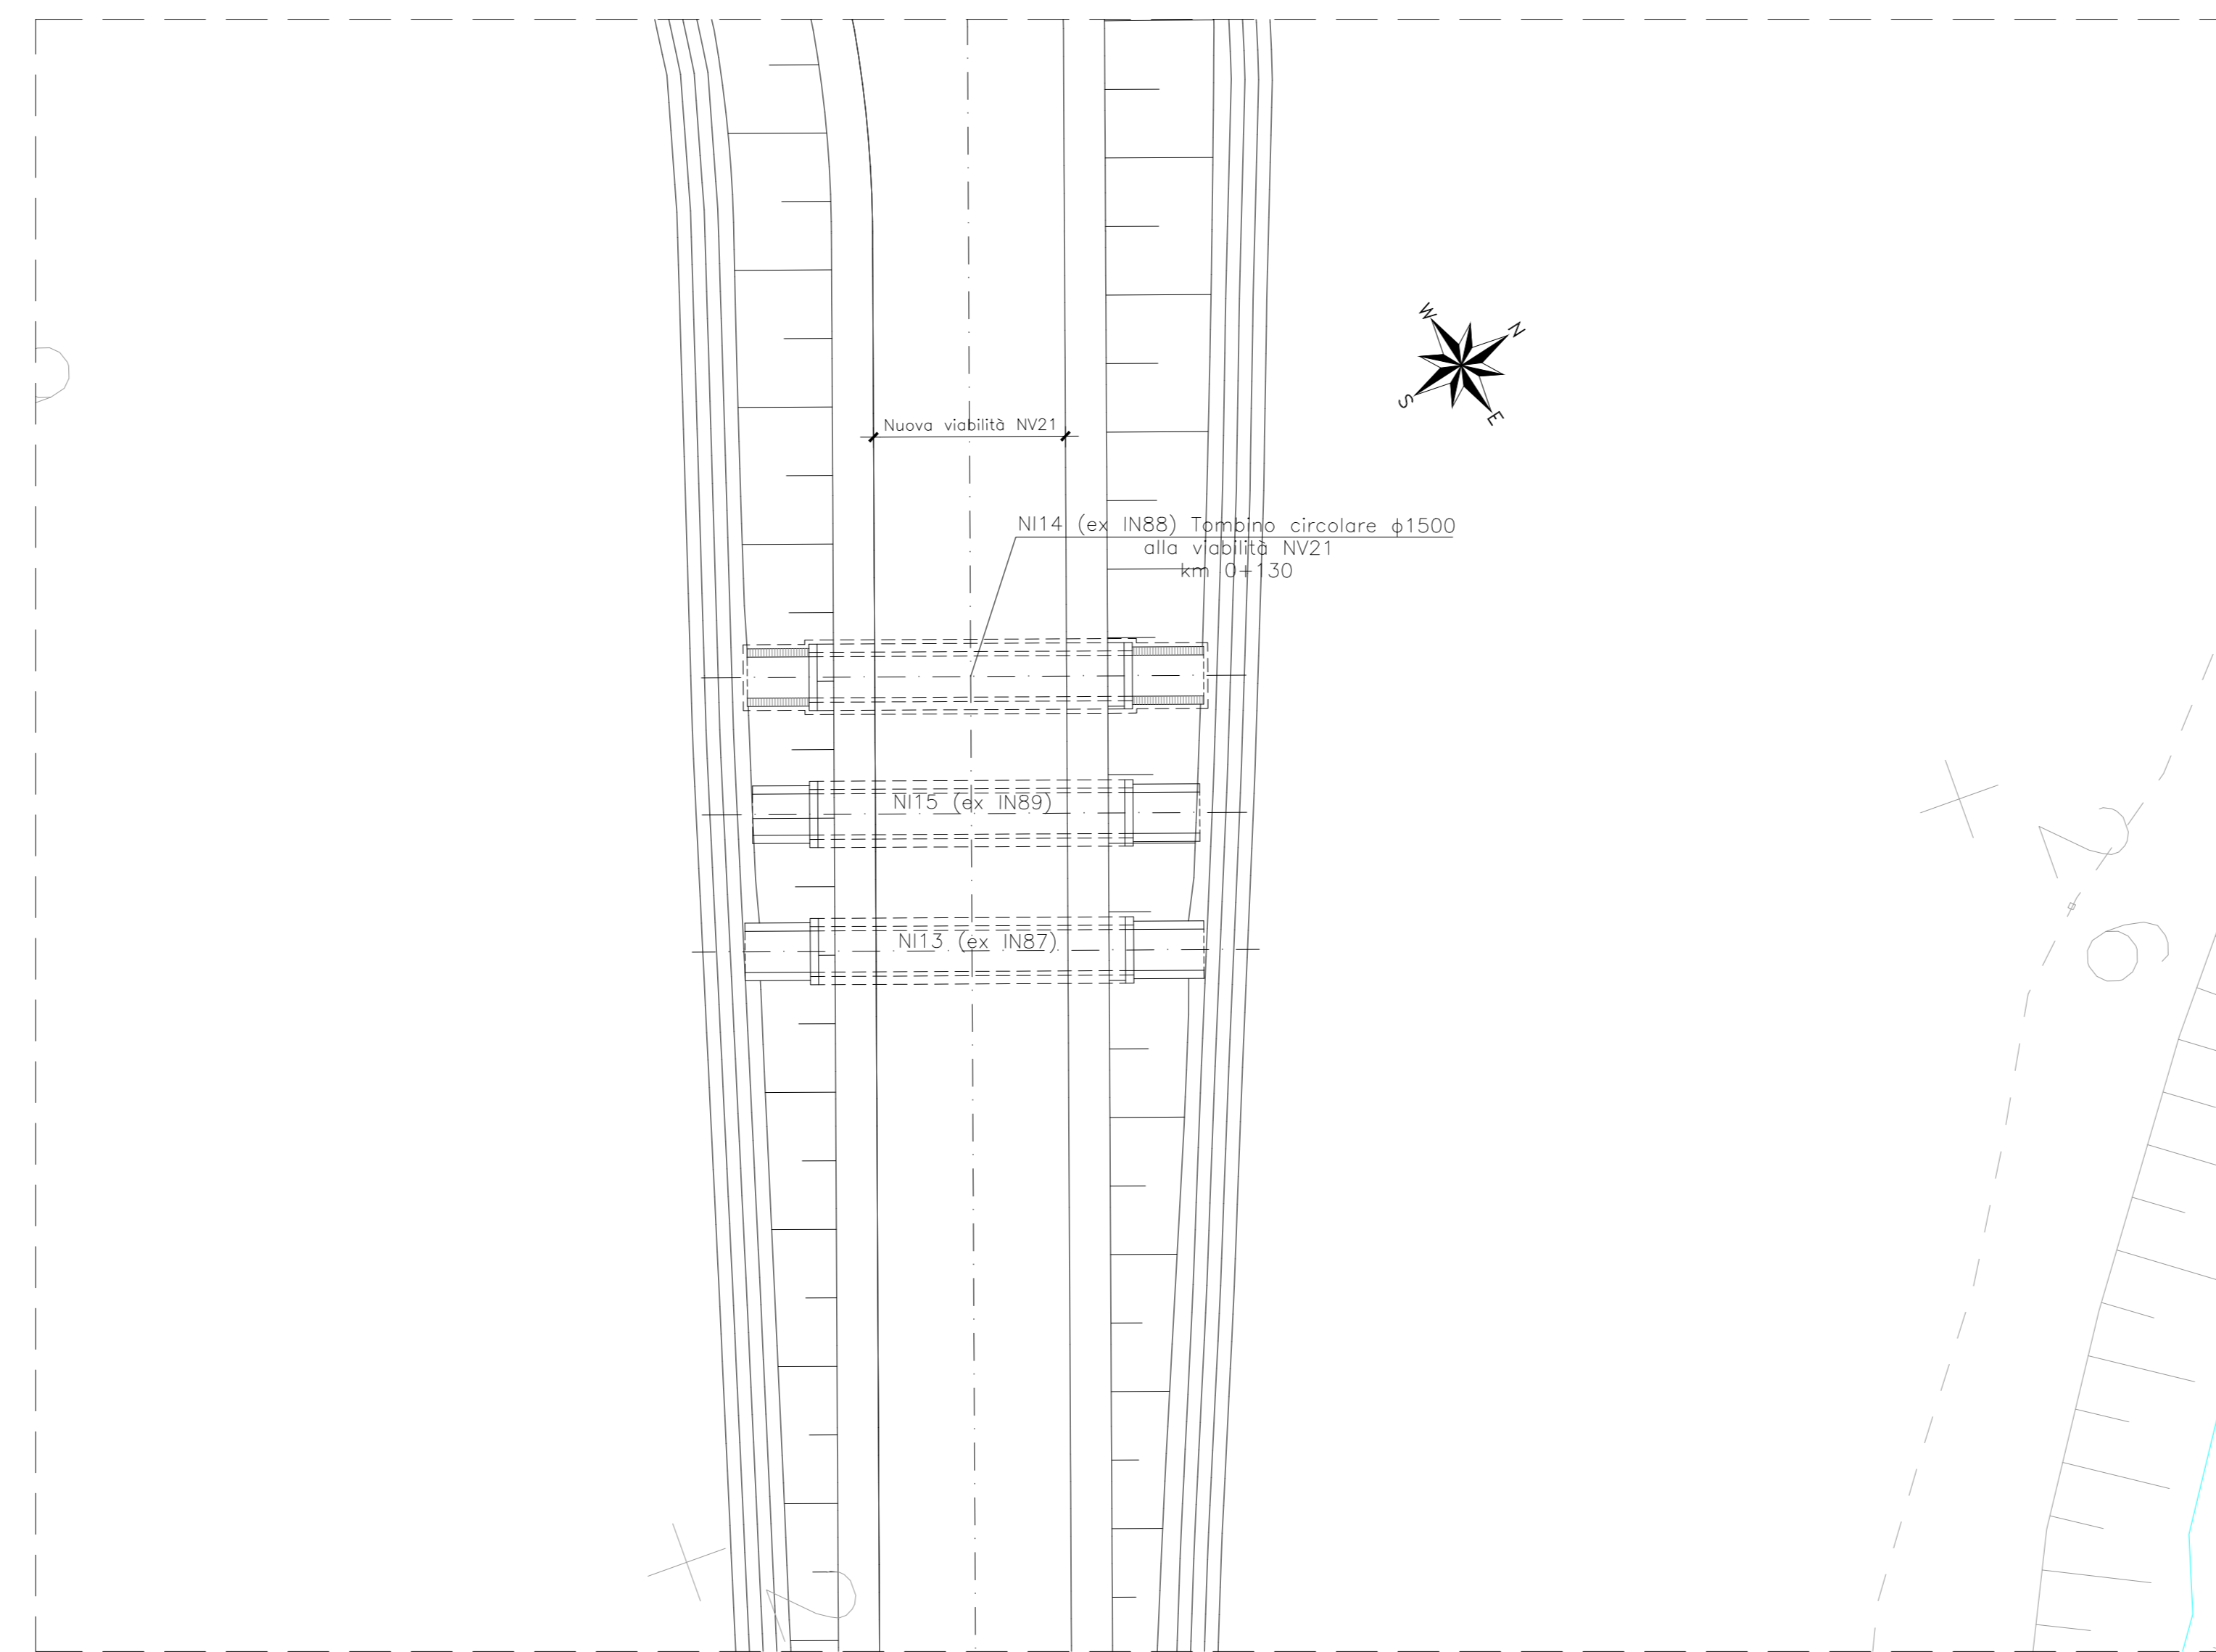 W
N
S
E
Nuova viabilità NV21
NI14 (ex IN88) Tombino circolare ϕ1500
alla viabilità NV21
km 0+130
NI15 (ex IN89)
NI13 (ex IN87)